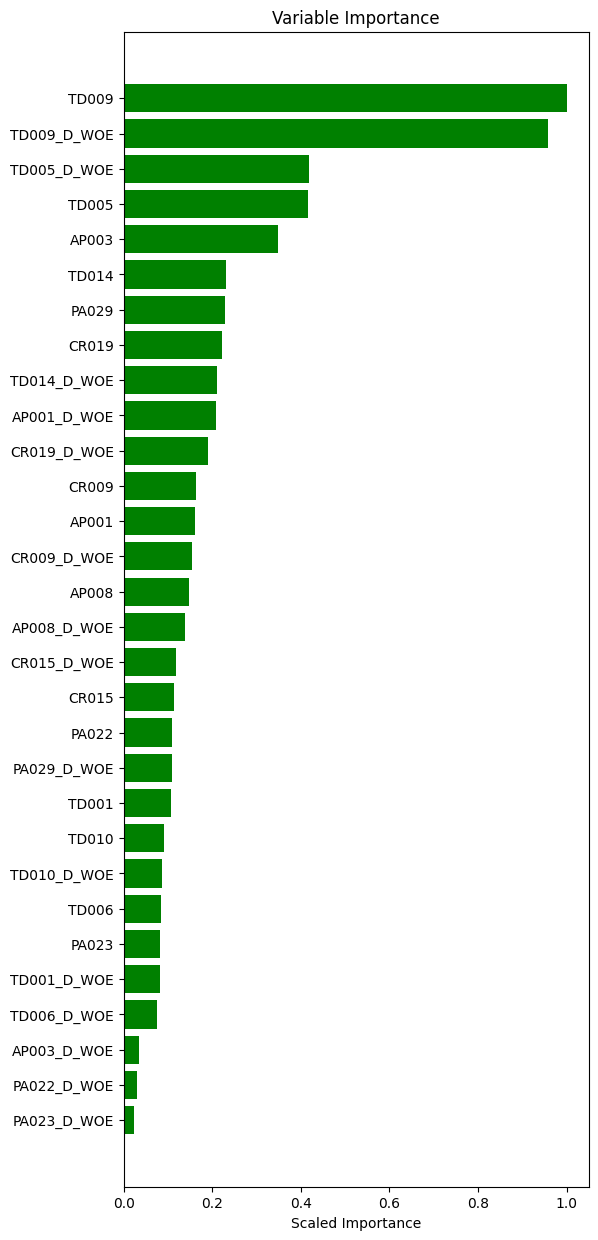 Variable Importance
TD009
TD009_D_WOE
TD005_D_WOE
TD005
AP003
TD014
PA029
CR019
TD014_D_WOE
AP001_D_WOE
CR019_D_WOE
CR009
AP001
CR009_D_WOE
AP008
AP008_D_WOE
CR015_D_WOE
CR015
PA022
PA029_D_WOE
TD001
TD010
TD010_D_WOE
TD006
PA023
TD001_D_WOE
TD006_D_WOE
AP003_D_WOE
PA022_D_WOE
PA023_D_WOE
0.0 0.2 0.4 0.6 0.8 1.0
Scaled Importance